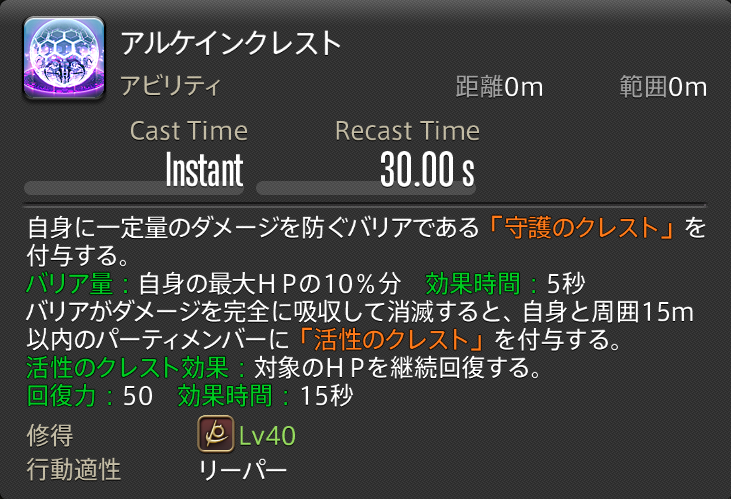 アルケインクレスト
アビリティ 距離0m 範囲0m
Cast Time Recast Time
Instant 30.00 s
自身に一定量のダメージを防ぐバリアである「守護のクレスト」を
付与する。
バリア量：自身の最大ＨＰの10％分 効果時間：5秒
バリアがダメージを完全に吸収して消滅すると、自身と周囲15m
以内のパーティメンバーに「活性のクレスト」を付与する。
活性のクレスト効果：対象のＨＰを継続回復する。
回復力：50 効果時間：15秒
修得 Lv40
行動適性 リーパー